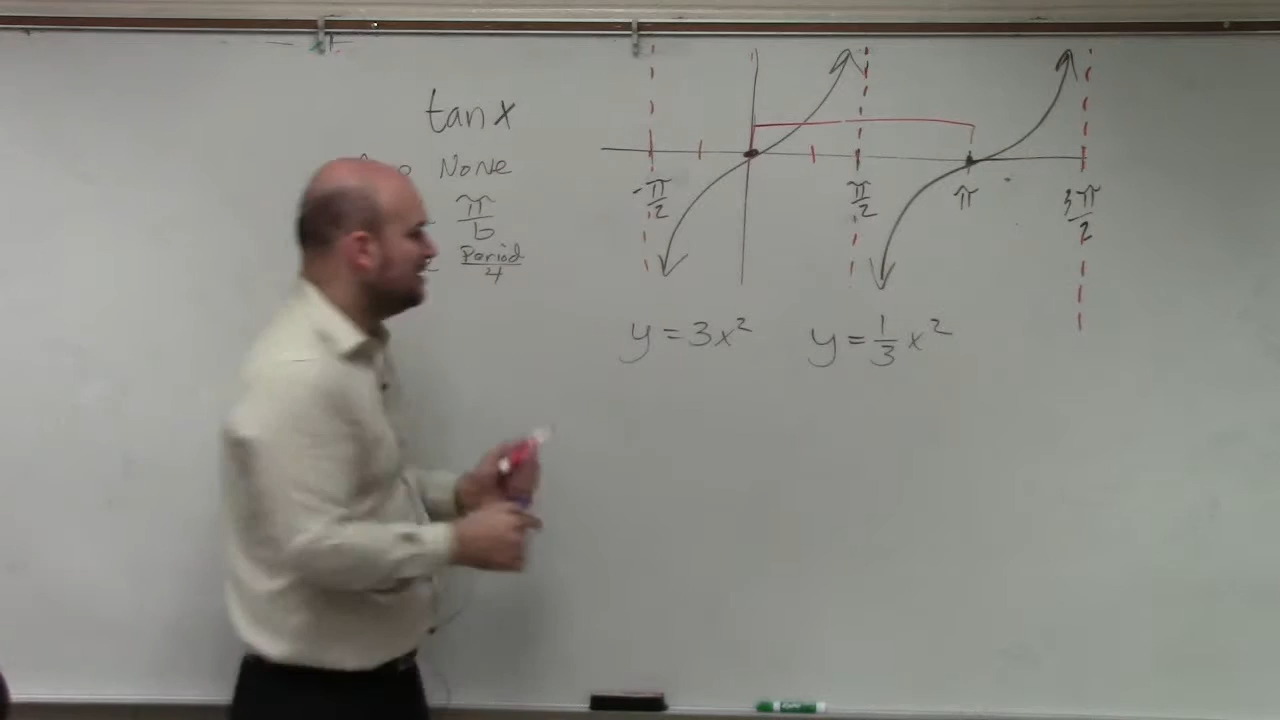 tan x
None
π/b
Period/4
-π/2 π/2 π 3π/2
y = 3x² y = 1/3 x²